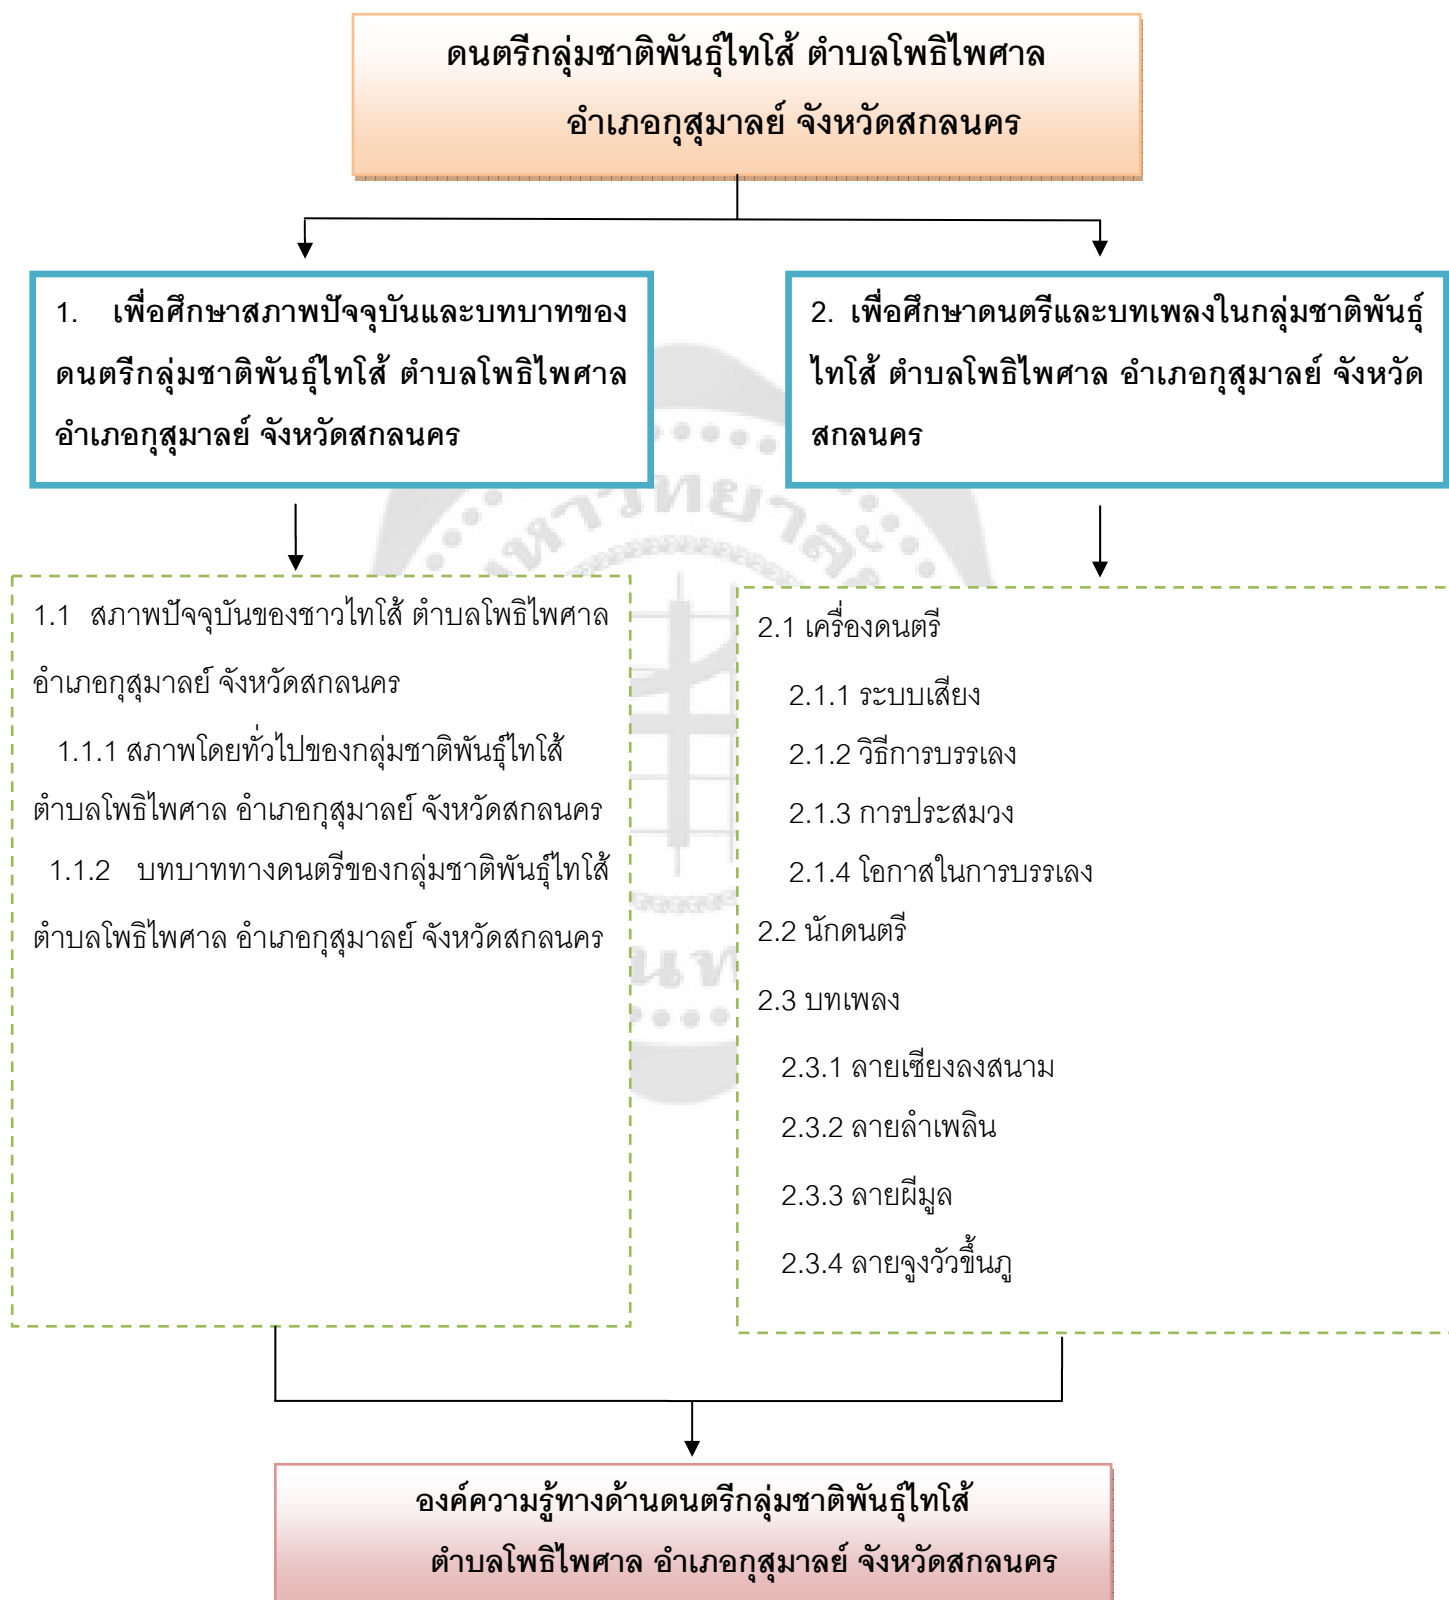 ดนตรีกลุ่มชาติพันธุ์ไทโส้ ตำบลโพธิไพศาล
อำเภอกุสุมาลย์ จังหวัดสกลนคร
1. เพื่อศึกษาสภาพปัจจุบันและบทบาทของ
ดนตรีกลุ่มชาติพันธุ์ไทโส้ ตำบลโพธิไพศาล
อำเภอกุสุมาลย์ จังหวัดสกลนคร
2. เพื่อศึกษาดนตรีและบทเพลงในกลุ่มชาติพันธุ์
ไทโส้ ตำบลโพธิไพศาล อำเภอกุสุมาลย์ จังหวัด
สกลนคร
1.1 สภาพปัจจุบันของชาวไทโส้ ตำบลโพธิไพศาล
อำเภอกุสุมาลย์ จังหวัดสกลนคร
1.1.1 สภาพโดยทั่วไปของกลุ่มชาติพันธุ์ไทโส้
ตำบลโพธิไพศาล อำเภอกุสุมาลย์ จังหวัดสกลนคร
1.1.2 บทบาททางดนตรีของกลุ่มชาติพันธุ์ไทโส้
ตำบลโพธิไพศาล อำเภอกุสุมาลย์ จังหวัดสกลนคร
2.1 เครื่องดนตรี
2.1.1 ระบบเสียง
2.1.2 วิธีการบรรเลง
2.1.3 การประสมวง
2.1.4 โอกาสในการบรรเลง
2.2 นักดนตรี
2.3 บทเพลง
2.3.1 ลายเซียงลงสนาม
2.3.2 ลายลำเพลิน
2.3.3 ลายผีมูล
2.3.4 ลายจูงวัวขึ้นภู
องค์ความรู้ทางด้านดนตรีกลุ่มชาติพันธุ์ไทโส้
ตำบลโพธิไพศาล อำเภอกุสุมาลย์ จังหวัดสกลนคร